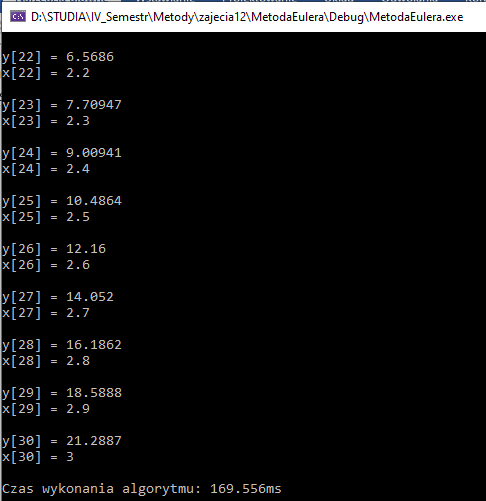 D:\STUDIA\IV_Semestr\Metody\zajecia12\MetodaEulera\Debug\MetodaEulera.exe
y[22] = 6.5686
x[22] = 2.2
y[23] = 7.70947
x[23] = 2.3
y[24] = 9.00941
x[24] = 2.4
y[25] = 10.4864
x[25] = 2.5
y[26] = 12.16
x[26] = 2.6
y[27] = 14.052
x[27] = 2.7
y[28] = 16.1862
x[28] = 2.8
y[29] = 18.5888
x[29] = 2.9
y[30] = 21.2887
x[30] = 3
Czas wykonania algorytmu: 169.556ms